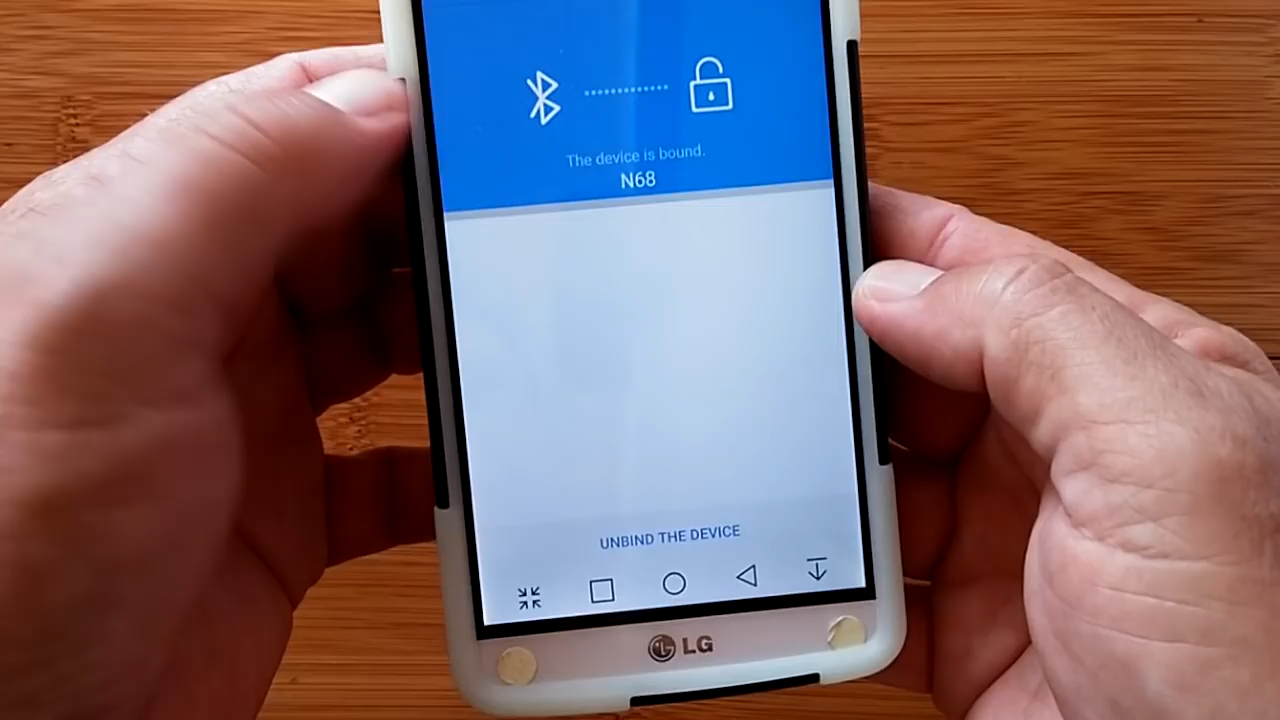 The device is bound.
N68
UNBIND THE DEVICE
LG